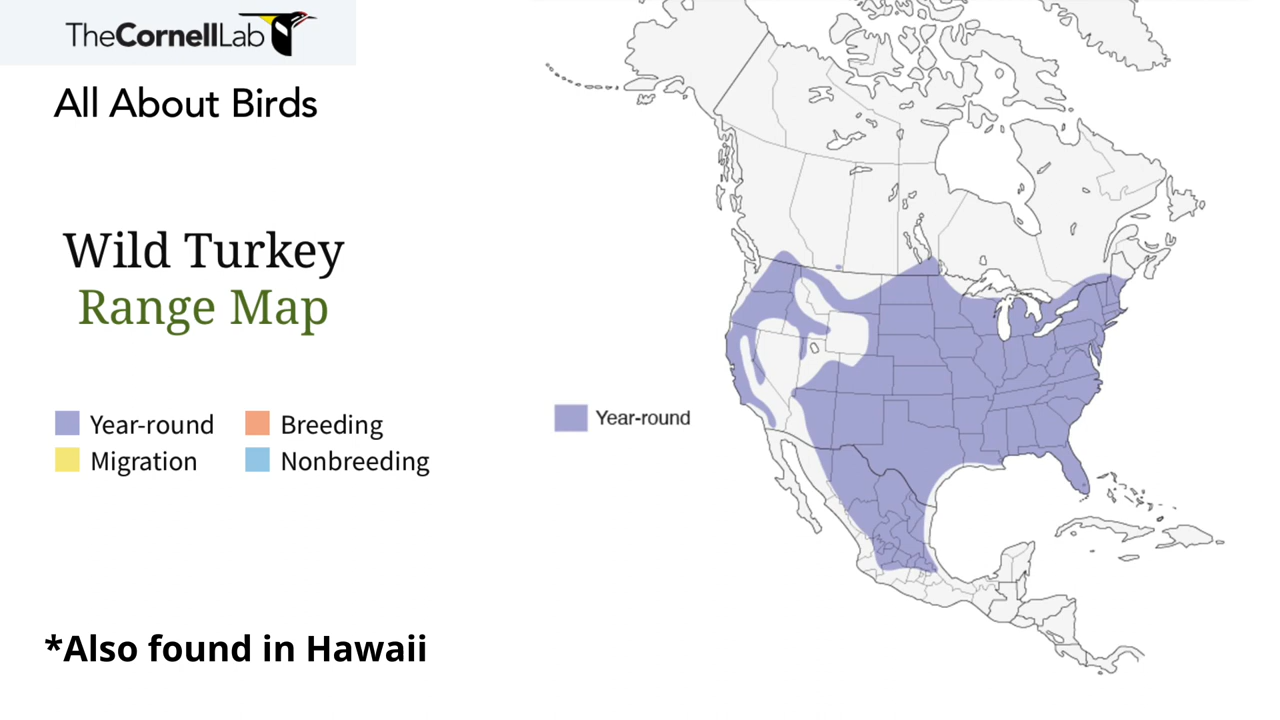 TheCornellLab
All About Birds
Wild Turkey
Range Map
Year-round
Breeding
Migration
Nonbreeding
Year-round
*Also found in Hawaii